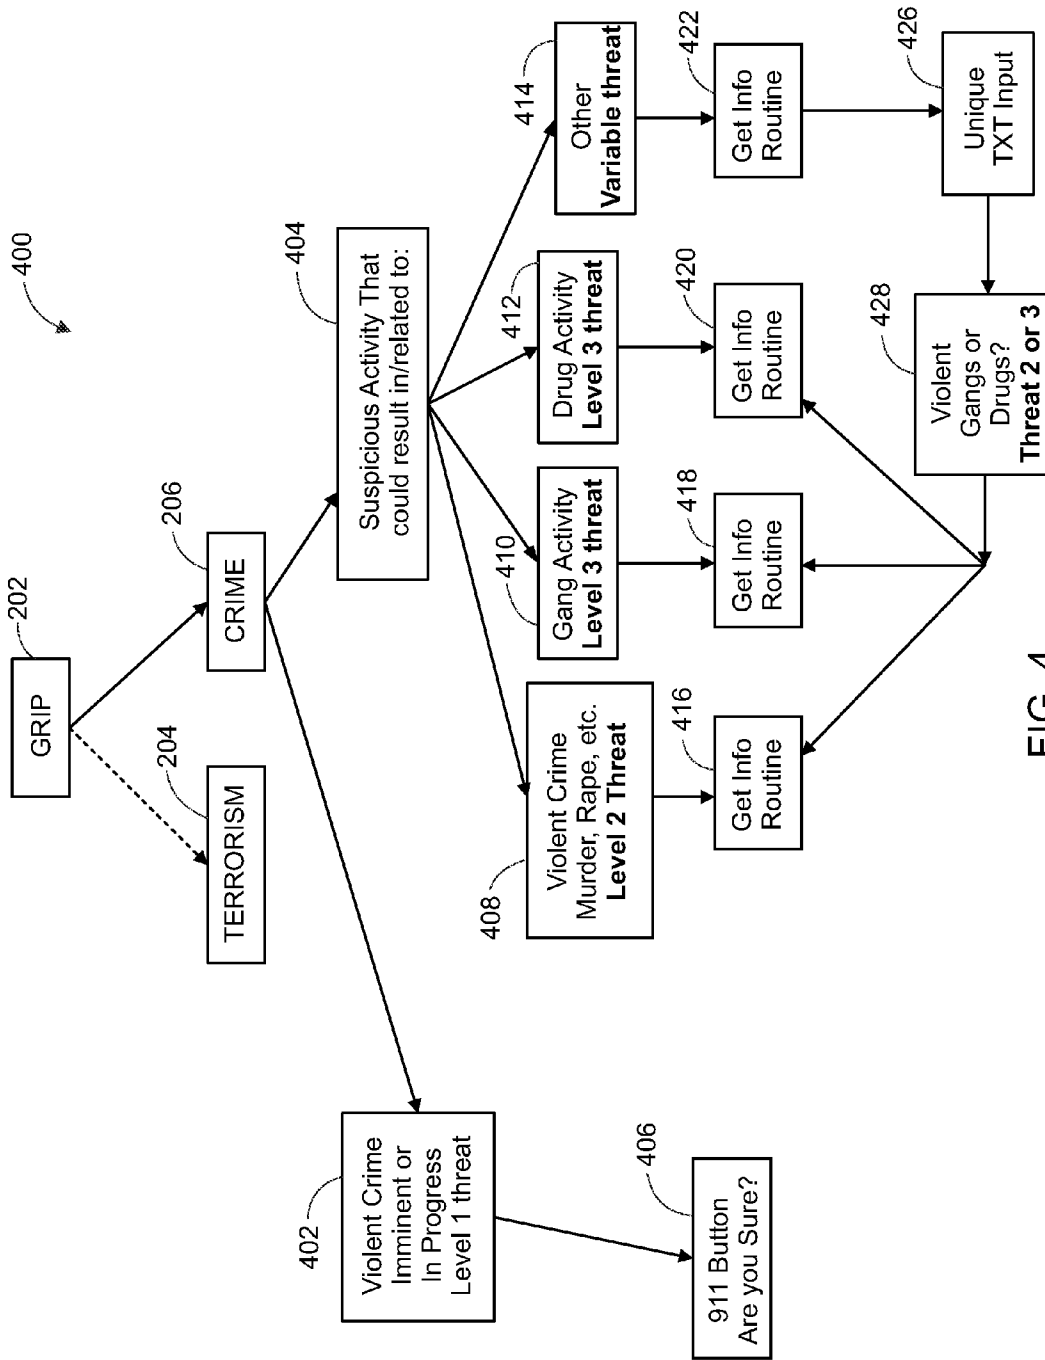 400
202
GRIP
204
TERRORISM
206
CRIME
402
Violent Crime
Imminent or
In Progress
Level 1 threat
404
Suspicious Activity That
could result in/related to:
406
911 Button
Are you Sure?
408
Violent Crime
Murder, Rape, etc.
Level 2 Threat
410
Gang Activity
Level 3 threat
412
Drug Activity
Level 3 threat
414
Other
Variable threat
416
Get Info
Routine
418
Get Info
Routine
420
Get Info
Routine
422
Get Info
Routine
426
Unique
TXT Input
428
Violent
Gangs or
Drugs?
Threat 2 or 3
FIG. 4